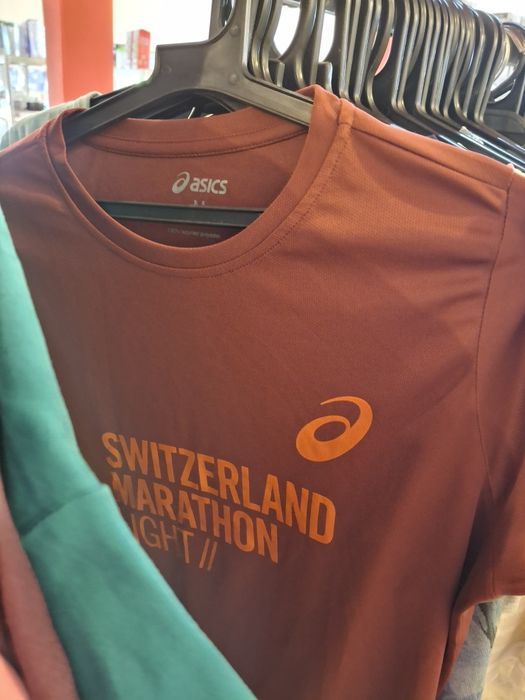 asics
SWITZERLAND
MARATHON
IGHT //